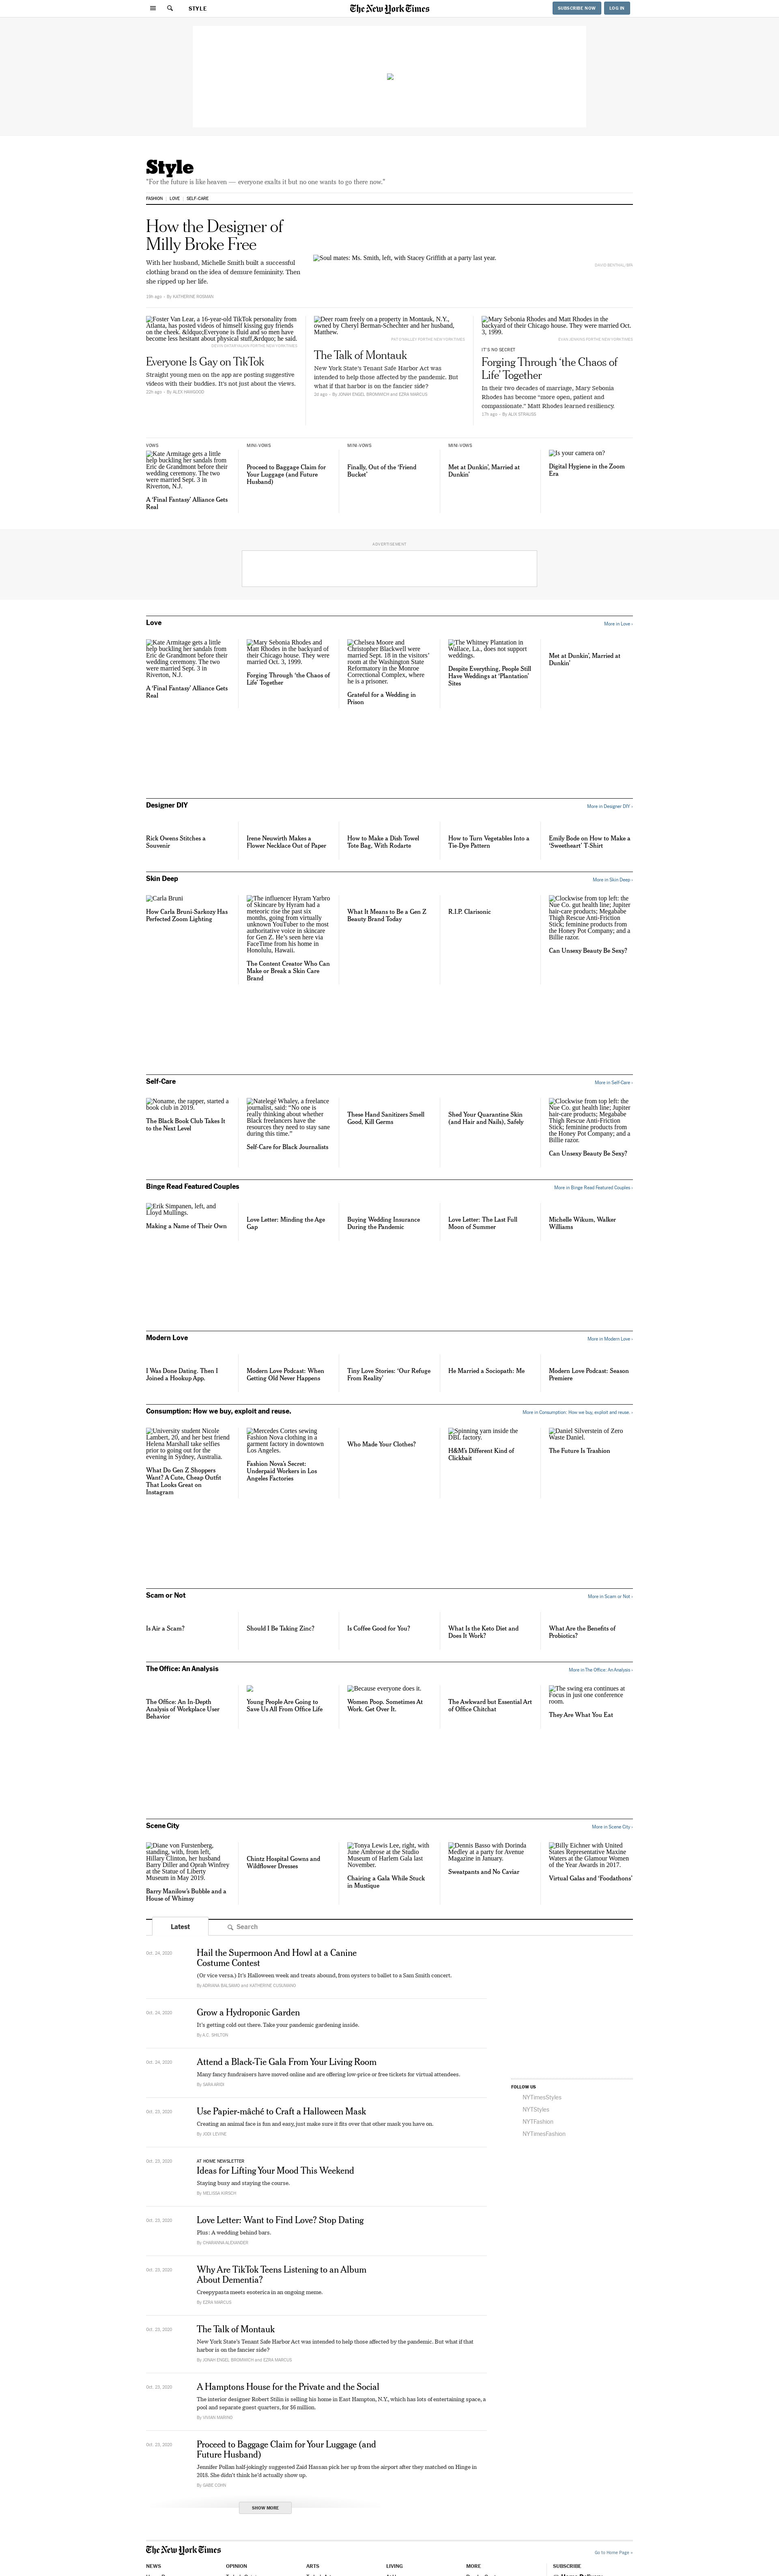 STYLE
The New York Times
SUBSCRIBE NOW
LOG IN
Style
"For the future is like heaven — everyone exalts it but no one wants to go there now."
FASHION
LOVE
SELF-CARE
How the Designer of
Milly Broke Free
With her husband, Michelle Smith built a successful
clothing brand on the idea of demure femininity. Then
she ripped up her life.
19h ago
By KATHERINE ROSMAN
Soul mates: Ms. Smith, left, with Stacey Griffith at a party last year.
Foster Van Lear, a 16-year-old TikTok personality from
Atlanta, has posted videos of himself kissing guy friends
on the cheek. &ldquo;Everyone is fluid and so men have
become less hesitant about physical stuff,&rdquo; he said.
Everyone Is Gay on TikTok
Straight young men on the app are posting suggestive
videos with their buddies. It's not just about the views.
22h ago
By ALEX HAWGOOD
Deer roam freely on a property in Montauk, N.Y.,
owned by Cheryl Berman-Schechter and her husband,
Matthew.
The Talk of Montauk
New York State's Tenant Safe Harbor Act was
intended to help those affected by the pandemic. But
what if that harbor is on the fancier side?
2d ago
By JONAH ENGEL BROMWICH and EZRA MARCUS
Mary Sebonia Rhodes and Matt Rhodes in the
backyard of their Chicago house. They were married Oct.
3, 1999.
IT'S NO SECRET
Forging Through 'the Chaos of
Life' Together
In their two decades of marriage, Mary Sebonia
Rhodes has become "more open, patient and
compassionate." Matt Rhodes learned resiliency.
17h ago
By ALIX STRAUSS
VOWS
Kate Armitage gets a little
help buckling her sandals from
Eric de Grandmont before their
wedding ceremony. The two
were married Sept. 3 in
Riverton, N.J.
A 'Final Fantasy' Alliance Gets
Real
MINI-VOWS
Proceed to Baggage Claim for
Your Luggage (and Future
Husband)
MINI-VOWS
Finally, Out of the 'Friend
Bucket'
MINI-VOWS
Met at Dunkin', Married at
Dunkin'
Is your camera on?
Digital Hygiene in the Zoom
Era
ADVERTISEMENT
Love
More in Love ›
Kate Armitage gets a little
help buckling her sandals from
Eric de Grandmont before their
wedding ceremony. The two
were married Sept. 3 in
Riverton, N.J.
A 'Final Fantasy' Alliance Gets
Real
Mary Sebonia Rhodes and
Matt Rhodes in the backyard of
their Chicago house. They were
married Oct. 3, 1999.
Forging Through 'the Chaos of
Life' Together
Chelsea Moore and
Christopher Blackwell were
married Sept. 18 in the visitors'
room at the Washington State
Reformatory in the Monroe
Correctional Complex, where
he is a prisoner.
Grateful for a Wedding in
Prison
The Whitney Plantation in
Wallace, La., does not support
weddings.
Despite Everything, People Still
Have Weddings at 'Plantation'
Sites
Met at Dunkin', Married at
Dunkin'
Designer DIY
More in Designer DIY ›
Rick Owens Stitches a
Souvenir
Irene Neuwirth Makes a
Flower Necklace Out of Paper
How to Make a Dish Towel
Tote Bag, With Rodarte
How to Turn Vegetables Into a
Tie-Dye Pattern
Emily Bode on How to Make a
'Sweetheart' T-Shirt
Skin Deep
More in Skin Deep ›
Carla Bruni
How Carla Bruni-Sarkozy Has
Perfected Zoom Lighting
The influencer Hyram Yarbro
of Skincare by Hyram had a
meteoric rise the past six
months, going from virtually
unknown YouTuber to the most
authoritative voice in skincare
for Gen Z. He's seen here via
FaceTime from his home in
Honolulu, Hawaii.
The Content Creator Who Can
Make or Break a Skin Care
Brand
What It Means to Be a Gen Z
Beauty Brand Today
R.I.P. Clarisonic
Clockwise from top left: the
Nue Co. gut health line; Jupiter
hair-care products; Megababe
Thigh Rescue Anti-Friction
Stick; feminine products from
the Honey Pot Company; and a
Billie razor.
Can Unsexy Beauty Be Sexy?
Self-Care
More in Self-Care ›
Noname, the rapper, started a
book club in 2019.
The Black Book Club Takes It
to the Next Level
Natelegé Whaley, a freelance
journalist, said: "No one is
really thinking about whether
Black freelancers have the
resources they need to stay sane
during this time."
Self-Care for Black Journalists
These Hand Sanitizers Smell
Good, Kill Germs
Shed Your Quarantine Skin
(and Hair and Nails), Safely
Clockwise from top left: the
Nue Co. gut health line; Jupiter
hair-care products; Megababe
Thigh Rescue Anti-Friction
Stick; feminine products from
the Honey Pot Company; and a
Billie razor.
Can Unsexy Beauty Be Sexy?
Binge Read Featured Couples
More in Binge Read Featured Couples ›
Erik Simpanen, left, and
Lloyd Mullings.
Making a Name of Their Own
Love Letter: Minding the Age
Gap
Buying Wedding Insurance
During the Pandemic
Love Letter: The Last Full
Moon of Summer
Michelle Wikum, Walker
Williams
Modern Love
More in Modern Love ›
I Was Done Dating. Then I
Joined a Hookup App.
Modern Love Podcast: When
Getting Old Never Happens
Tiny Love Stories: 'Our Refuge
From Reality'
He Married a Sociopath: Me
Modern Love Podcast: Season
Premiere
Consumption: How we buy, exploit and reuse.
More in Consumption: How we buy, exploit and reuse. ›
University student Nicole
Lambert, 20, and her best friend
Helena Marshall take selfies
prior to going out for the
evening in Sydney, Australia.
What Do Gen Z Shoppers
Want? A Cute, Cheap Outfit
That Looks Great on
Instagram
Mercedes Cortes sewing
Fashion Nova clothing in a
garment factory in downtown
Los Angeles.
Fashion Nova's Secret:
Underpaid Workers in Los
Angeles Factories
Who Made Your Clothes?
Spinning yarn inside the
DBL factory.
H&M's Different Kind of
Clickbait
Daniel Silverstein of Zero
Waste Daniel.
The Future Is Trashion
Scam or Not
More in Scam or Not ›
Is Air a Scam?
Should I Be Taking Zinc?
Is Coffee Good for You?
What Is the Keto Diet and
Does It Work?
What Are the Benefits of
Probiotics?
The Office: An Analysis
More in The Office: An Analysis ›
The Office: An In-Depth
Analysis of Workplace User
Behavior
Young People Are Going to
Save Us All From Office Life
Because everyone does it.
Women Poop. Sometimes At
Work. Get Over It.
The Awkward but Essential Art
of Office Chitchat
The swing era continues at
Focus in just one conference
room.
They Are What You Eat
Scene City
More in Scene City ›
Diane von Furstenberg,
standing, with, from left,
Hillary Clinton, her husband
Barry Diller and Oprah Winfrey
at the Statue of Liberty
Museum in May 2019.
Barry Manilow's Bubble and a
House of Whimsy
Chintz Hospital Gowns and
Wildflower Dresses
Tonya Lewis Lee, right, with
June Ambrose at the Studio
Museum of Harlem Gala last
November.
Chairing a Gala While Stuck
in Mustique
Dennis Basso with Dorinda
Medley at a party for Avenue
Magazine in January.
Sweatpants and No Caviar
Billy Eichner with United
States Representative Maxine
Waters at the Glamour Women
of the Year Awards in 2017.
Virtual Galas and 'Foodathons'
Latest
Search
Oct. 24, 2020
Hail the Supermoon And Howl at a Canine
Costume Contest
(Or vice versa.) It's Halloween week and treats abound, from oysters to ballet to a Sam Smith concert.
By ADRIANA BALSAMO and KATHERINE CUSUMANO
Oct. 24, 2020
Grow a Hydroponic Garden
It's getting cold out there. Take your pandemic gardening inside.
By A.C. SHILTON
Oct. 24, 2020
Attend a Black-Tie Gala From Your Living Room
Many fancy fundraisers have moved online and are offering low-price or free tickets for virtual attendees.
By SARA ARIDI
Oct. 23, 2020
Use Papier-mâché to Craft a Halloween Mask
Creating an animal face is fun and easy, just make sure it fits over that other mask you have on.
By JODI LEVINE
Oct. 23, 2020
AT HOME NEWSLETTER
Ideas for Lifting Your Mood This Weekend
Staying busy and staying the course.
By MELISSA KIRSCH
Oct. 23, 2020
Love Letter: Want to Find Love? Stop Dating
Plus: A wedding behind bars.
By CHARANNA ALEXANDER
Oct. 23, 2020
Why Are TikTok Teens Listening to an Album
About Dementia?
Creepypasta meets esoterica in an ongoing meme.
By EZRA MARCUS
Oct. 23, 2020
The Talk of Montauk
New York State's Tenant Safe Harbor Act was intended to help those affected by the pandemic. But what if that
harbor is on the fancier side?
By JONAH ENGEL BROMWICH and EZRA MARCUS
Oct. 23, 2020
A Hamptons House for the Private and the Social
The interior designer Robert Stilin is selling his home in East Hampton, N.Y., which has lots of entertaining space, a
pool and separate guest quarters, for $6 million.
By VIVIAN MARINO
Oct. 23, 2020
Proceed to Baggage Claim for Your Luggage (and
Future Husband)
Jennifer Pollan half-jokingly suggested Zaid Hassan pick her up from the airport after they matched on Hinge in
2018. She didn't think he'd actually show up.
By GABE COHN
SHOW MORE
FOLLOW US
NYTimesStyles
NYTStyles
NYTFashion
NYTimesFashion
The New York Times
Go to Home Page »
NEWS
OPINION
ARTS
LIVING
MORE
SUBSCRIBE